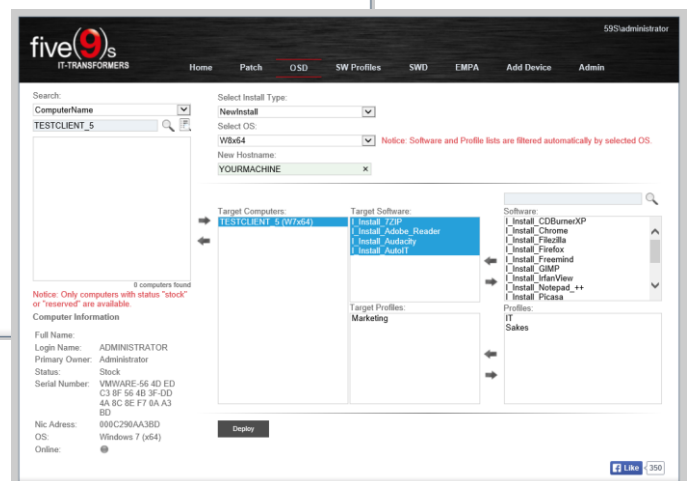 59S\administrator
five(9)s
IT-TRANSFORMERS
Home Patch OSD SW Profiles SWD EMPA Add Device Admin
Search:
ComputerName
TESTCLIENT_5
0 computers found
Notice: Only computers with status "stock"
or "reserved" are available.
Computer Information
Full Name:
Login Name: ADMINISTRATOR
Primary Owner: Administrator
Status: Stock
Serial Number: VMWARE-56 4D ED
C3 8F 56 4B 3F-DD
4A 8C 8E F7 0A A3
BD
Nic Adress: 000C290AA3BD
OS: Windows 7 (x64)
Online:
Select Install Type:
NewInstall
Select OS:
W8x64
Notice: Software and Profile lists are filtered automatically by selected OS.
New Hostname:
YOURMACHINE ×
Target Computers:
TESTCLIENT_5 (W7x64)
Target Software:
I_Install_7ZIP
I_Install_Adobe_Reader
I_Install_Audacity
I_Install_AutoIT
Software:
I_Install_CDBurnerXP
I_Install_Chrome
I_Install_Filezilla
I_Install_Firefox
I_Install_Freemind
I_Install_GIMP
I_Install_IrfanView
I_Install_Notepad_++
I_Install_Picasa
Target Profiles:
Marketing
Profiles:
IT
Sakes
Deploy
Like 350